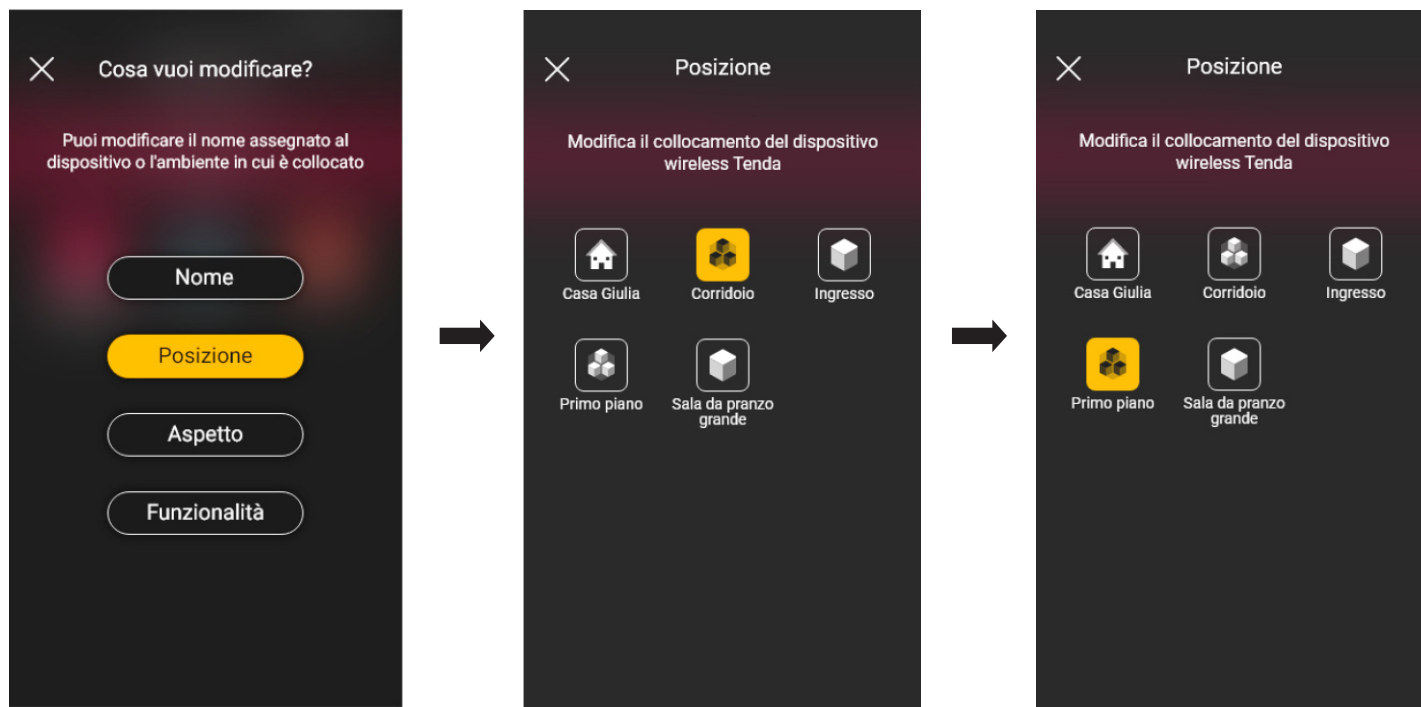 Cosa vuoi modificare?
Puoi modificare il nome assegnato al
dispositivo o l'ambiente in cui è collocato
Nome
Posizione
Aspetto
Funzionalità
Posizione
Modifica il collocamento del dispositivo
wireless Tenda
Casa Giulia
Corridoio
Ingresso
Primo piano
Sala da pranzo
grande
Posizione
Modifica il collocamento del dispositivo
wireless Tenda
Casa Giulia
Corridoio
Ingresso
Primo piano
Sala da pranzo
grande